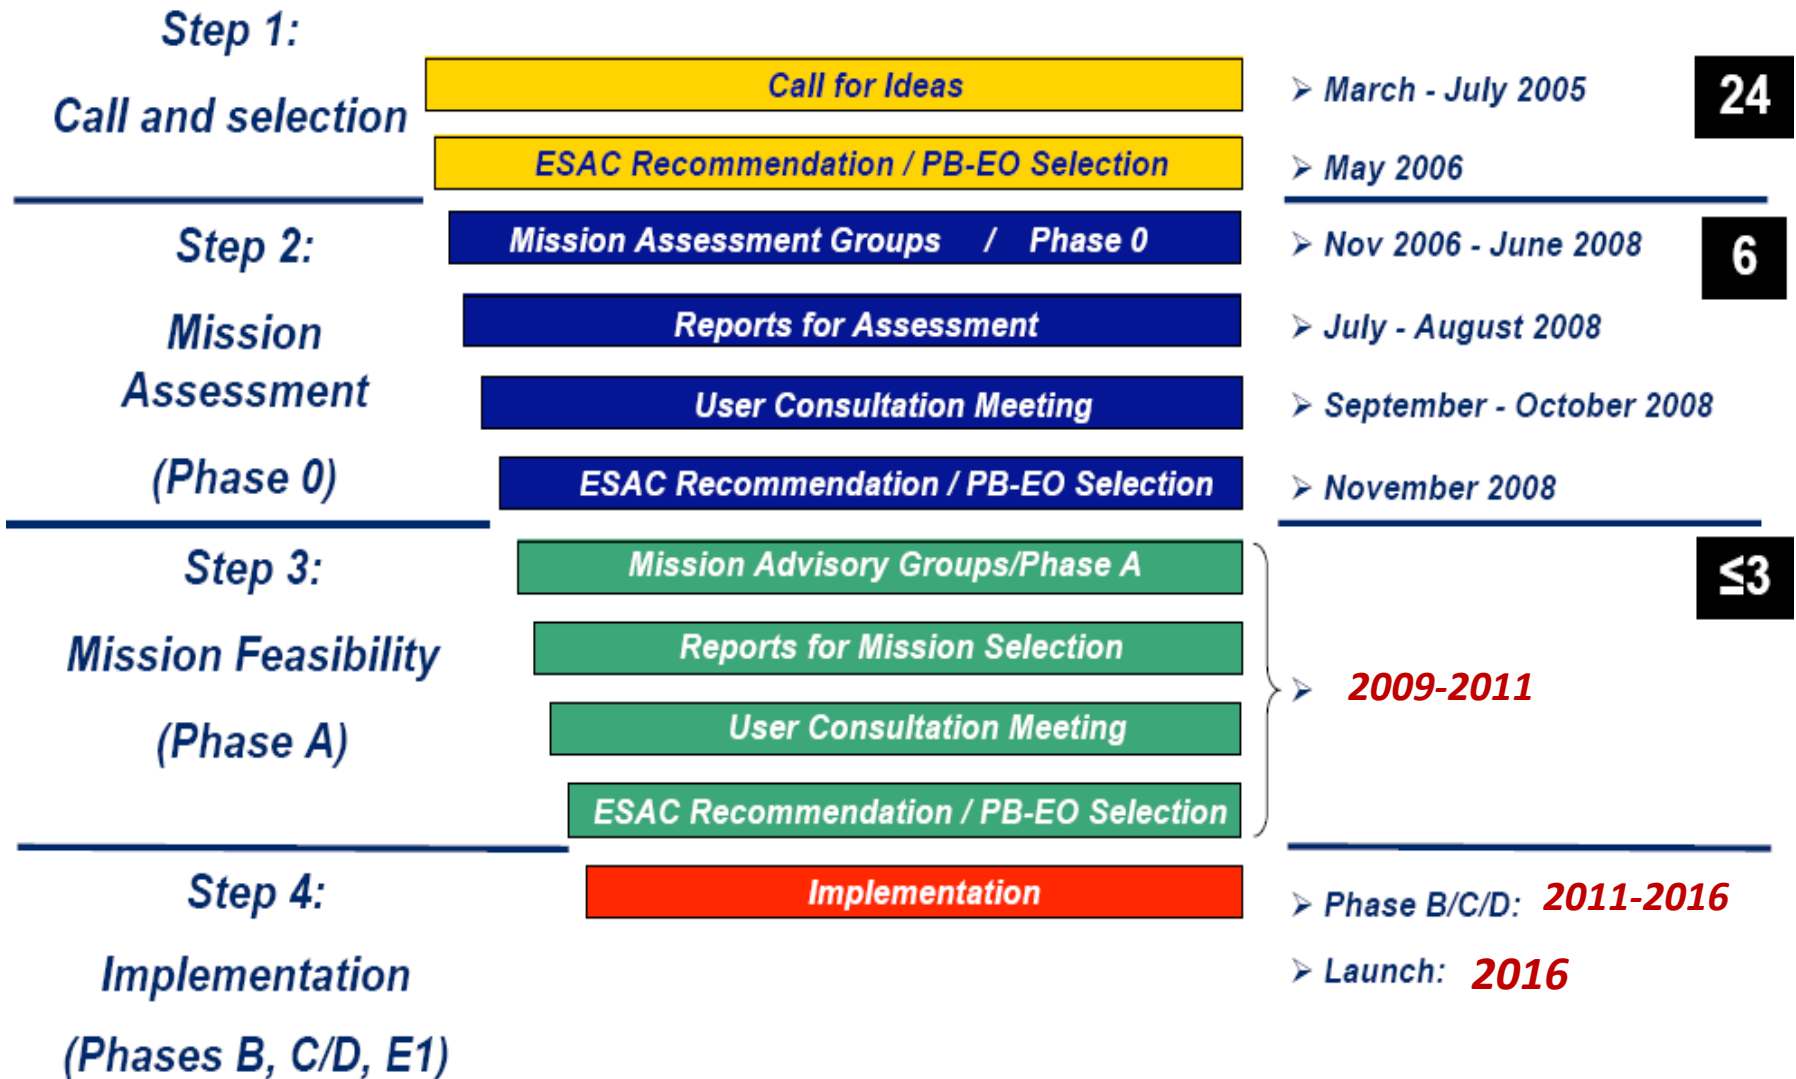 Step 1:
Call and selection
Call for Ideas
➢ March - July 2005
24
ESAC Recommendation / PB-EO Selection
➢ May 2006
Step 2:
Mission
Assessment
(Phase 0)
Mission Assessment Groups / Phase 0
➢ Nov 2006 - June 2008
6
Reports for Assessment
➢ July - August 2008
User Consultation Meeting
➢ September - October 2008
ESAC Recommendation / PB-EO Selection
➢ November 2008
Step 3:
Mission Feasibility
(Phase A)
Mission Advisory Groups/Phase A
≤3
Reports for Mission Selection
➢ 2009-2011
User Consultation Meeting
ESAC Recommendation / PB-EO Selection
Step 4:
Implementation
(Phases B, C/D, E1)
Implementation
➢ Phase B/C/D: 2011-2016
➢ Launch: 2016